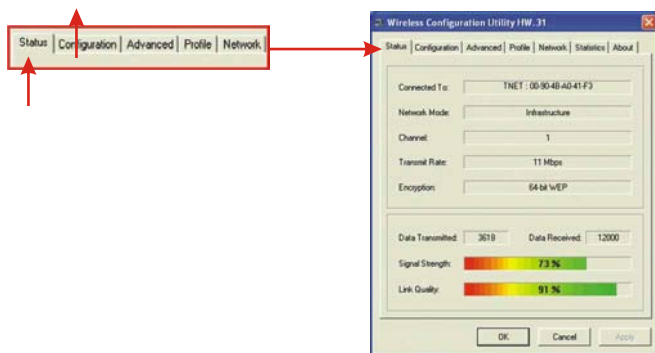 Status Configuration Advanced Profile Network
Wireless Configuration Utility HW.31
Status Configuration Advanced Profile Network Statistics About
Connected To: TNET : 00-90-4B-A0-41-F3
Network Mode: Infrastructure
Channel: 1
Transmit Rate: 11 Mbps
Encryption: 64-bit WEP
Data Transmitted: 3618 Data Received: 12000
Signal Strength: 73 %
Link Quality: 91 %
OK Cancel Apply